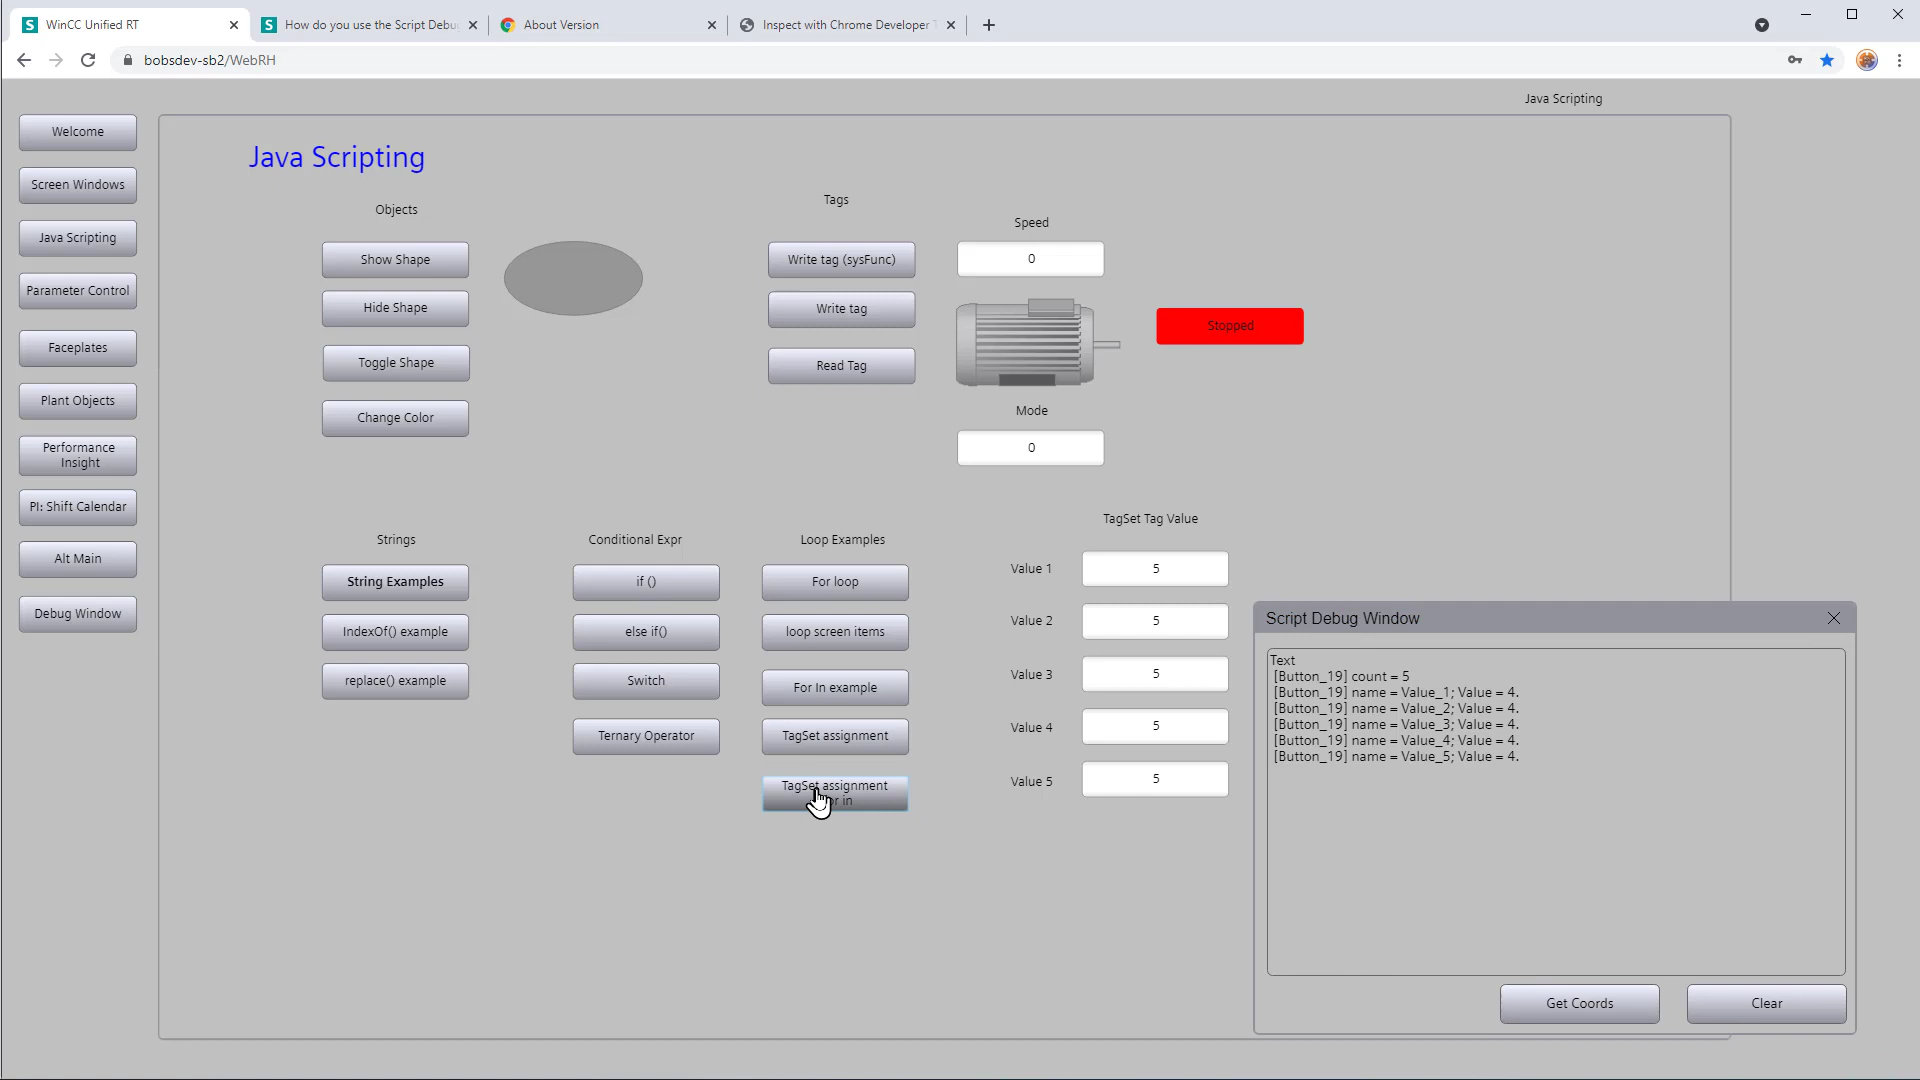 WinCC Unified RT
How do you use the Script Debu
About Version
Inspect with Chrome Developer T
bobsdev-sb2/WebRH
Java Scripting
Welcome
Screen Windows
Java Scripting
Parameter Control
Faceplates
Plant Objects
Performance
Insight
PI: Shift Calendar
Alt Main
Debug Window
Java Scripting
Objects
Show Shape
Hide Shape
Toggle Shape
Change Color
Tags
Write tag (sysFunc)
Write tag
Read Tag
Speed
0
Stopped
Mode
0
Strings
String Examples
IndexOf() example
replace() example
Conditional Expr
if ()
else if()
Switch
Ternary Operator
Loop Examples
For loop
loop screen items
For In example
TagSet assignment
TagSet assignment
in
TagSet Tag Value
Value 1
5
Value 2
5
Value 3
5
Value 4
5
Value 5
5
Script Debug Window
Text
[Button_19] count = 5
[Button_19] name = Value_1; Value = 4.
[Button_19] name = Value_2; Value = 4.
[Button_19] name = Value_3; Value = 4.
[Button_19] name = Value_4; Value = 4.
[Button_19] name = Value_5; Value = 4.
Get Coords
Clear